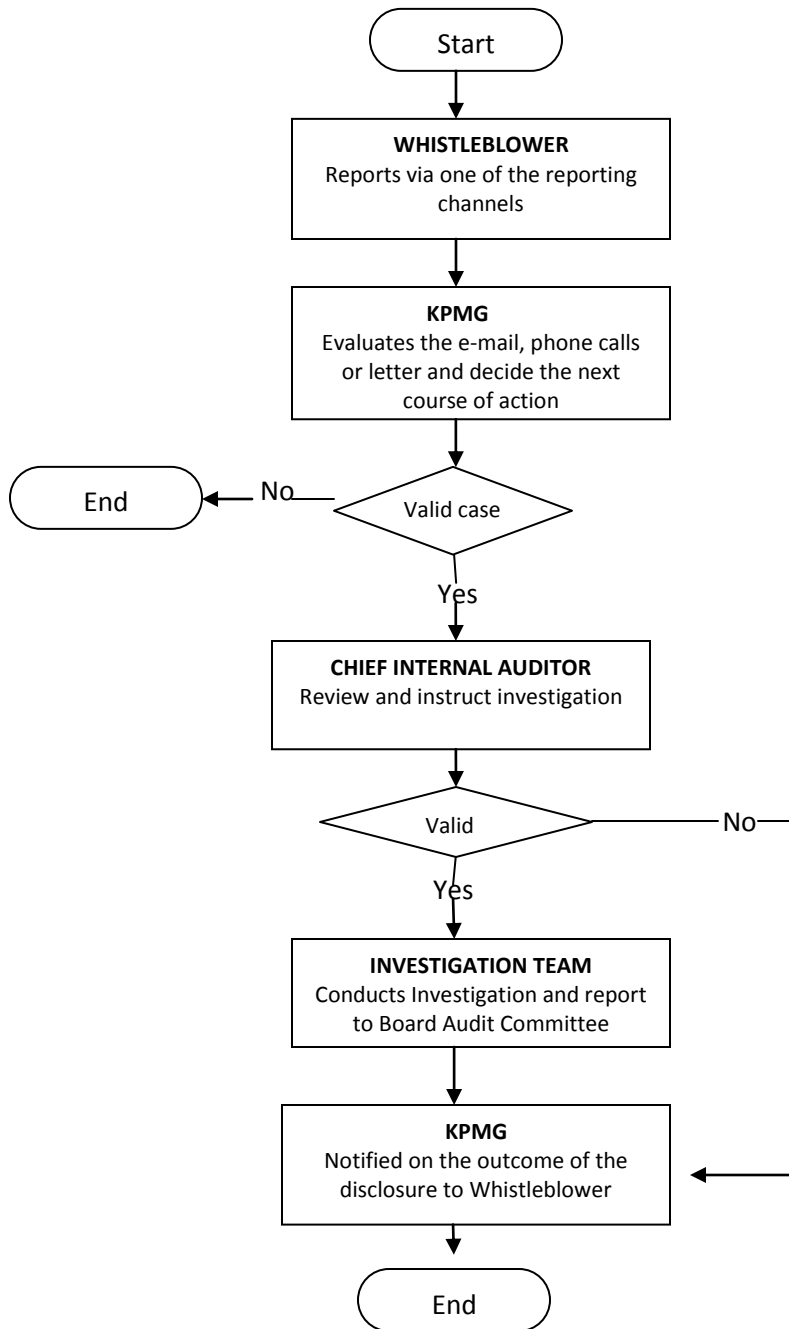 Start
WHISTLEBLOWER
Reports via one of the reporting
channels
KPMG
Evaluates the e-mail, phone calls
or letter and decide the next
course of action
End
No
Valid case
Yes
CHIEF INTERNAL AUDITOR
Review and instruct investigation
Valid
No
Yes
INVESTIGATION TEAM
Conducts Investigation and report
to Board Audit Committee
KPMG
Notified on the outcome of the
disclosure to Whistleblower
End